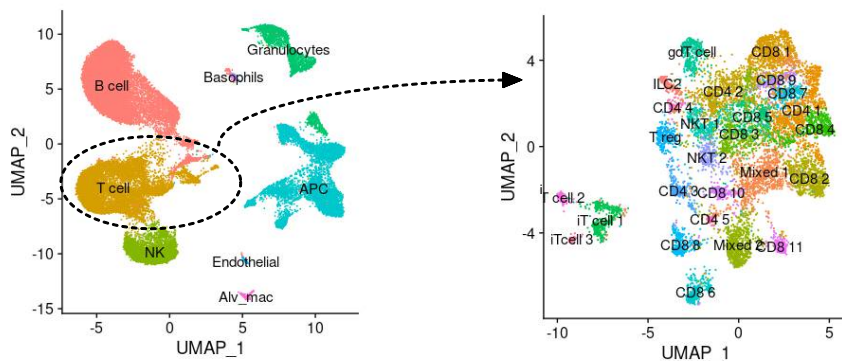 10
5
0
-5
-10
-15
UMAP_2
Granulocytes
B cell
Basophils
T cell
APC
NK
Endothelial
Alv_mac
-5
0
5
10
UMAP_1
4
0
-4
UMAP_2
gdT cell
CD8 1
ILC2
CD4 2
CD8 9
CD8 7
CD4 4
CD4 1
NKT 1
CD8 5
T reg
CD8 3
CD8 4
NKT 2
Mixed 1
CD4 3
CD8 10
CD8 2
T cell 2
iT cell 1
CD4 5
iTcell 3
CD8 8
Mixed 2
CD8 11
CD8 6
-10
-5
0
5
UMAP 1